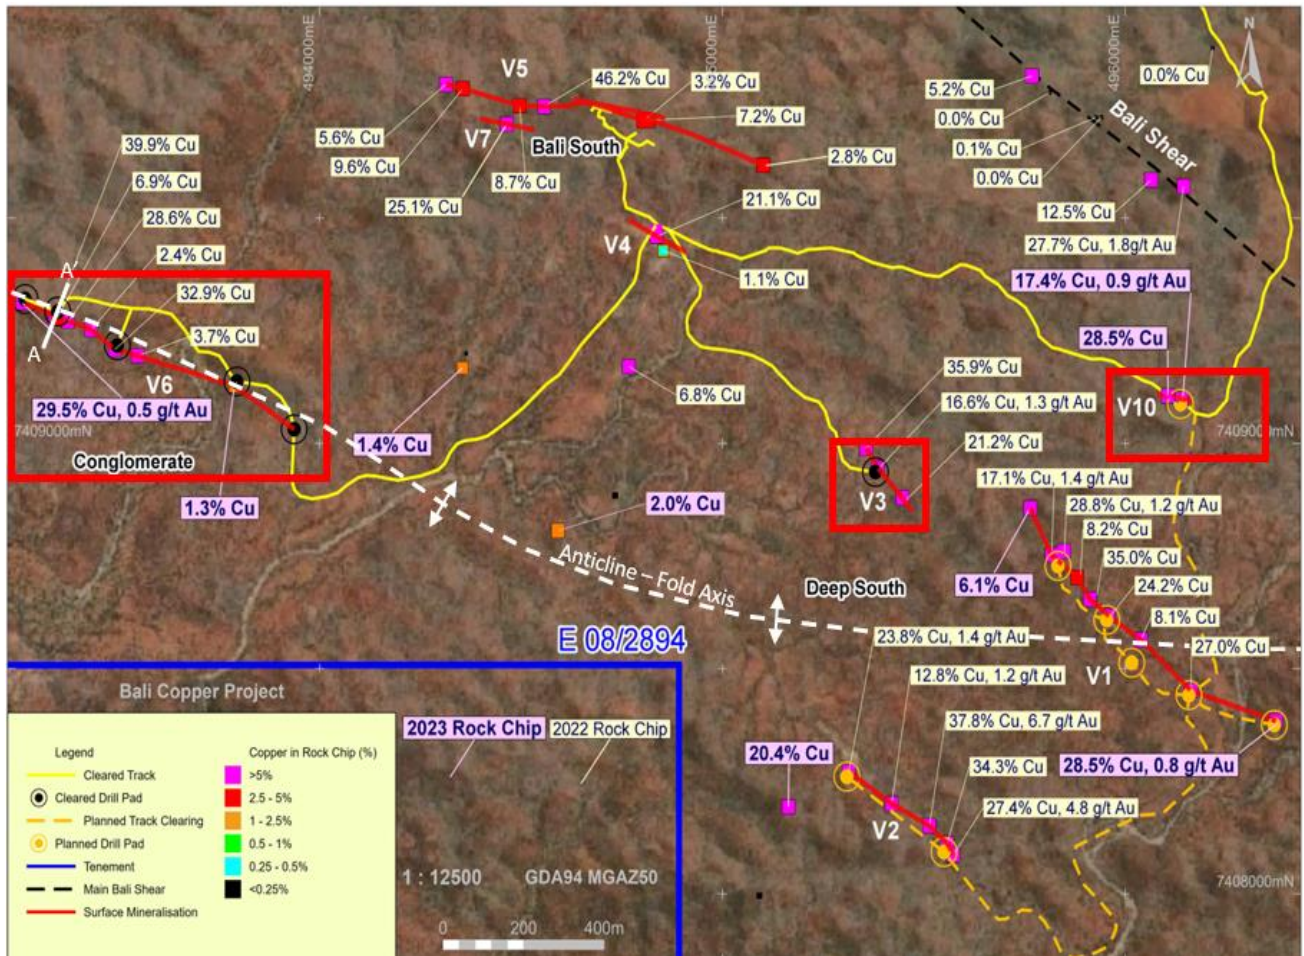 494000mE
5000mE
496000mE
N
V5
46.2% Cu
3.2% Cu
5.2% Cu
0.0% Cu
0.0% Cu
Bali Shear
7.2% Cu
5.6% Cu
V7
Bali South
0.1% Cu
39.9% Cu
9.6% Cu
2.8% Cu
0.0% Cu
6.9% Cu
8.7% Cu
25.1% Cu
21.1% Cu
12.5% Cu
28.6% Cu
V4
27.7% Cu, 1.8g/t Au
2.4% Cu
1.1% Cu
17.4% Cu, 0.9 g/t Au
A'
32.9% Cu
3.7% Cu
28.5% Cu
A
35.9% Cu
V6
6.8% Cu
16.6% Cu, 1.3 g/t Au
V10
29.5% Cu, 0.5 g/t Au
7409000mN
7409000mN
1.4% Cu
21.2% Cu
Conglomerate
V3
17.1% Cu, 1.4 g/t Au
1.3% Cu
2.0% Cu
28.8% Cu, 1.2 g/t Au
8.2% Cu
35.0% Cu
Anticline – Fold Axis
Deep South
6.1% Cu
24.2% Cu
8.1% Cu
E 08/2894
23.8% Cu, 1.4 g/t Au
27.0% Cu
12.8% Cu, 1.2 g/t Au
V1
Bali Copper Project
2023 Rock Chip
2022 Rock Chip
37.8% Cu, 6.7 g/t Au
20.4% Cu
34.3% Cu
28.5% Cu, 0.8 g/t Au
27.4% Cu, 4.8 g/t Au
V2
Legend
Cleared Track
Cleared Drill Pad
Planned Track Clearing
Planned Drill Pad
Tenement
Main Bali Shear
Surface Mineralisation
Copper in Rock Chip (%)
>5%
2.5 - 5%
1 - 2.5%
0.5 - 1%
0.25 - 0.5%
<0.25%
1 : 12500
GDA94 MGAZ50
7408000mN
0 200 400m